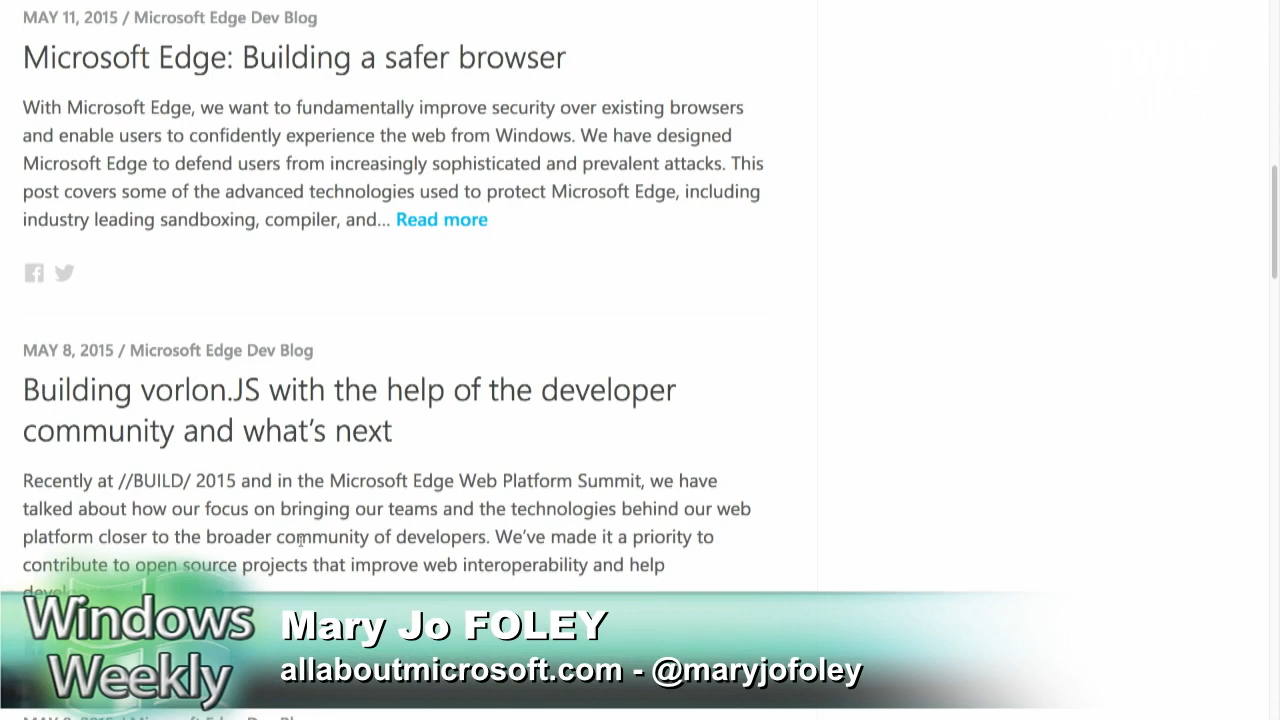 MAY 11, 2015 / Microsoft Edge Dev Blog
Microsoft Edge: Building a safer browser
With Microsoft Edge, we want to fundamentally improve security over existing browsers
and enable users to confidently experience the web from Windows. We have designed
Microsoft Edge to defend users from increasingly sophisticated and prevalent attacks. This
post covers some of the advanced technologies used to protect Microsoft Edge, including
industry leading sandboxing, compiler, and... Read more
MAY 8, 2015 / Microsoft Edge Dev Blog
Building vorlon.JS with the help of the developer
community and what's next
Recently at //BUILD/ 2015 and in the Microsoft Edge Web Platform Summit, we have
talked about how our focus on bringing our teams and the technologies behind our web
platform closer to the broader community of developers. We've made it a priority to
contribute to open source projects that improve web interoperability and help
Windows
Weekly
Mary Jo FOLEY
allaboutmicrosoft.com - @maryjofoley